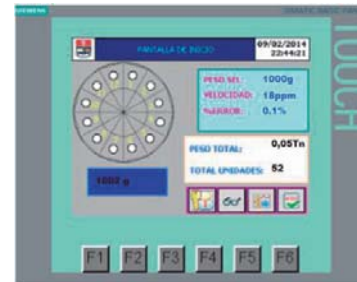 SIEMENS
SIMATIC BASIC PANEL
TOUCH
PANTALLA DE INICIO
09/02/2014
22:44:21
PESO SEL: 1000g
VELOCIDAD: 18ppm
%ERROR: 0.1%
PESO TOTAL: 0,05Tn
TOTAL UNIDADES: 52
1002 g
F1 F2 F3 F4 F5 F6